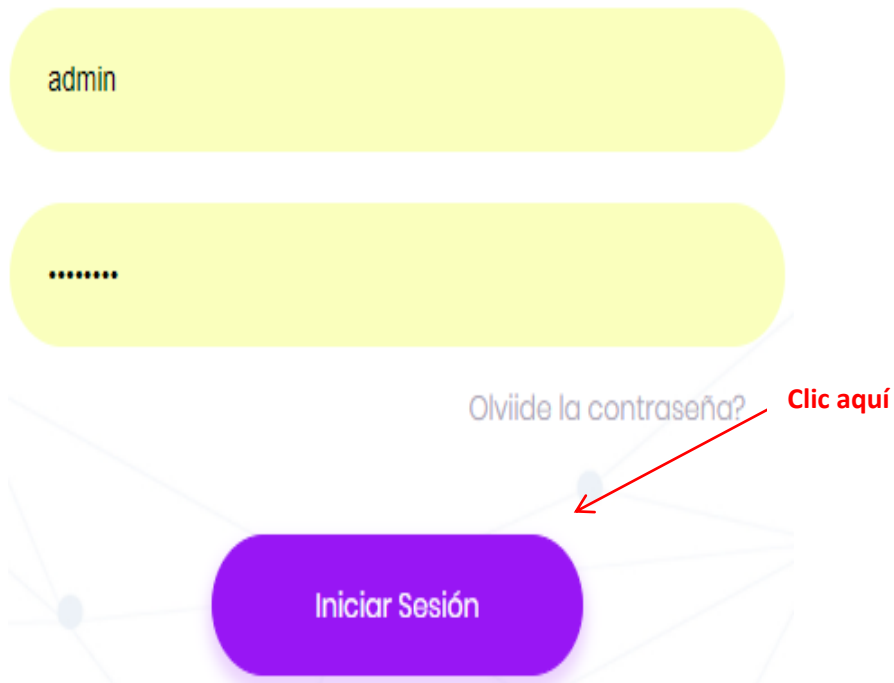 admin
••••••••
Olviide la contraseña?
Clic aquí
Iniciar Sesión